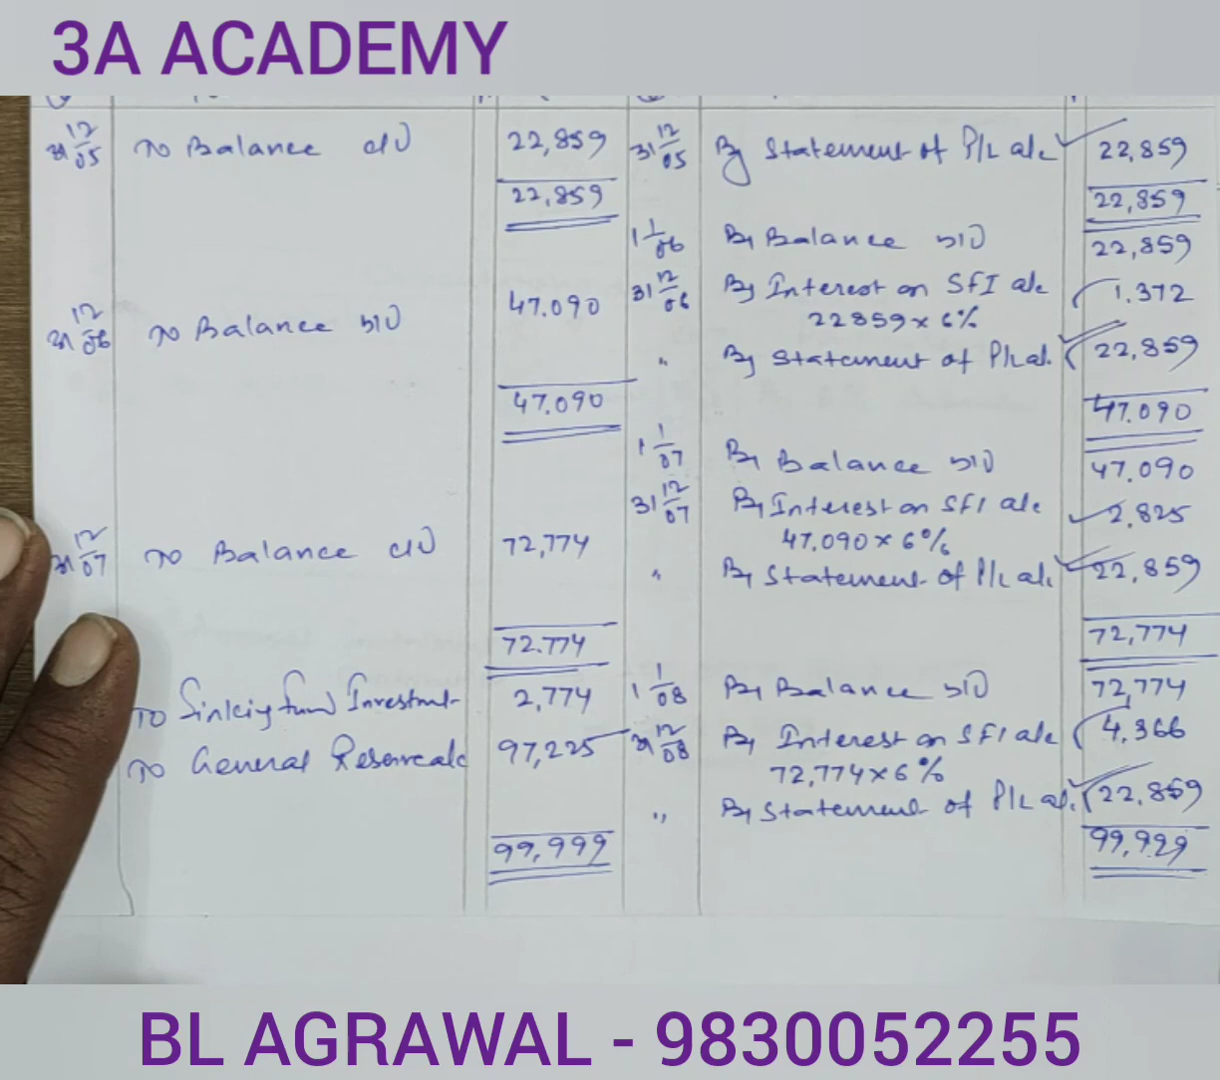 3A ACADEMY
31 12/05 To Balance c/d 22,859 31 12/05 By Statement of P/L a/c 22,859
22,859 22,859
1 1/06 By Balance b/d 22,859
31 12/06 By Interest on SFI a/c 1.372
31 12/06 To Balance b/d 47.090 22859 x 6%
" By Statement of P/L a/c. 22,859
47.090 47.090
1 1/07 By Balance b/d 47.090
31 12/07 By Interest on SFI a/c 2,825
31 12/07 To Balance c/d 72,774 47.090 x 6%
" By Statement of P/L a/c 22,859
72.774 72,774
To Sinking fund Investment 2,774 1 1/08 By Balance b/d 72,774
To General Reserve a/c 97,225 31 12/08 By Interest on SFI a/c 4,366
72,774 x 6%
" By Statement of P/L a/c. 22,859
99,999 99,999
BL AGRAWAL - 9830052255